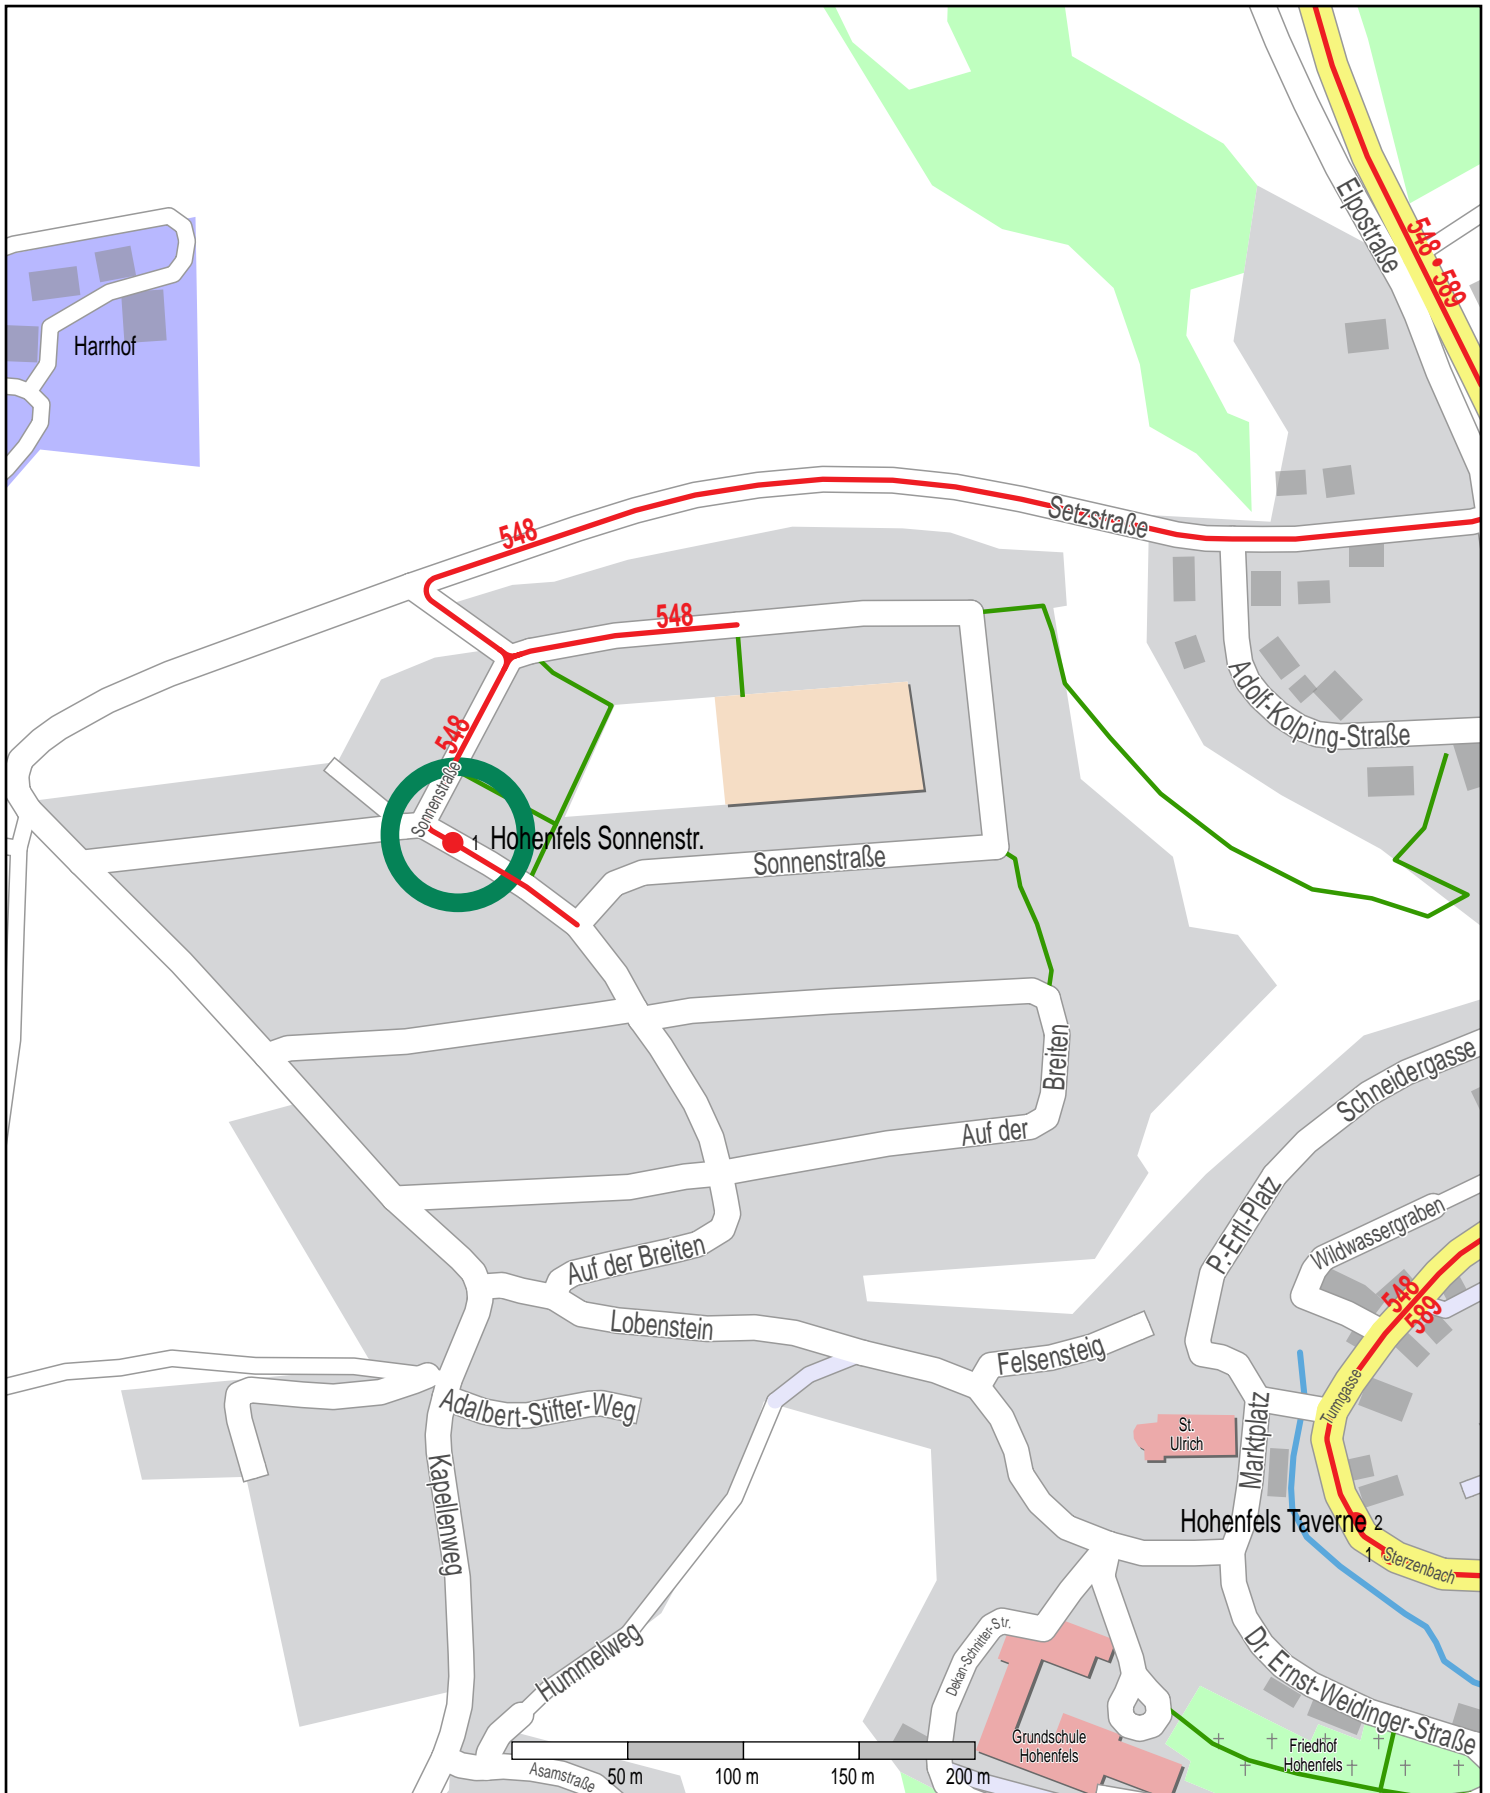 Elpostraße
548 • 589
Harrhof
548
Setzstraße
548
Adolf-Kolping-Straße
548
Sonnenstraße
1 Hohenfels Sonnenstr.
Sonnenstraße
Breiten
Auf der
Schneidergasse
P.-Ertl-Platz
Wildwassergraben
Auf der Breiten
548
589
Lobenstein
Felsensteig
Turmgasse
Adalbert-Stifter-Weg
St.
Ulrich
Marktplatz
Kapellenweg
Hohenfels Taverne 2
1
Sterzenbach
Hummelweg
Dekan-Schnitter-Str.
Dr. Ernst-Weidinger-Straße
Grundschule
Hohenfels
Friedhof
Hohenfels
Asamstraße
50 m
100 m
150 m
200 m